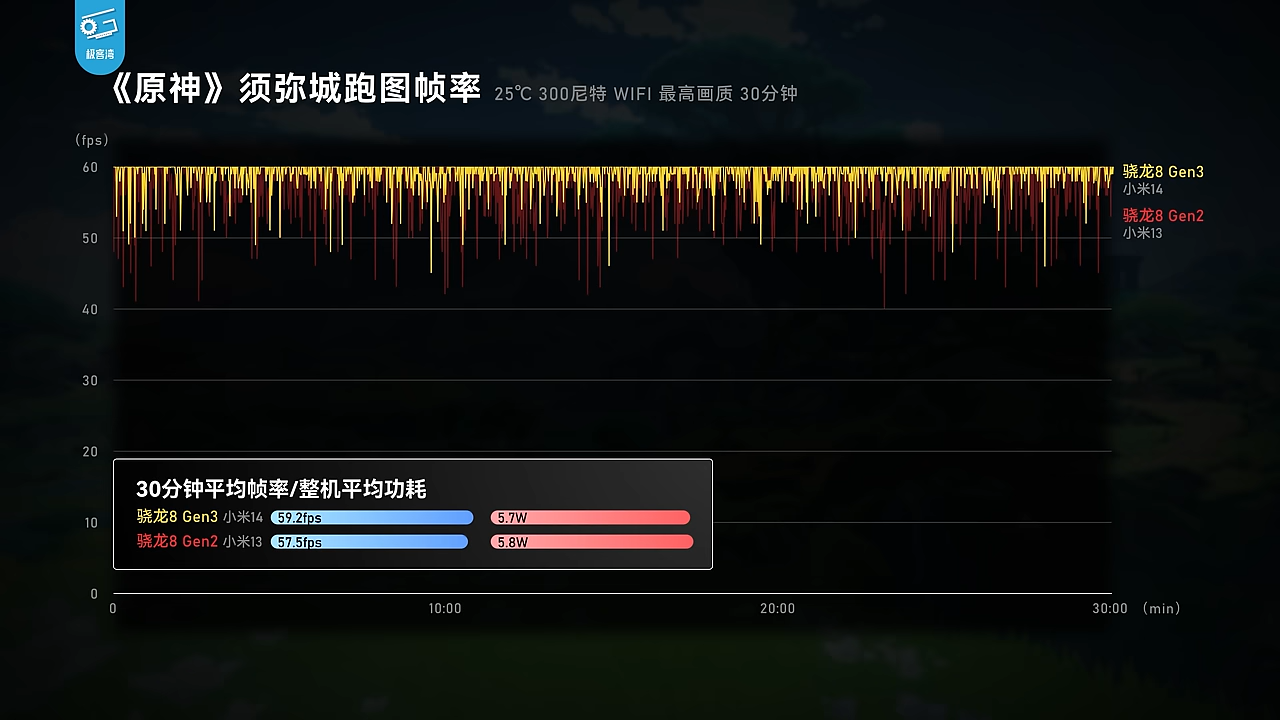 极客湾
《原神》须弥城跑图帧率 25℃ 300尼特 WIFI 最高画质 30分钟
(fps)
60
骁龙8 Gen3
小米14
骁龙8 Gen2
小米13
50
40
30
20
10
0
30分钟平均帧率/整机平均功耗
骁龙8 Gen3 小米14 59.2fps 5.7W
骁龙8 Gen2 小米13 57.5fps 5.8W
0 10:00 20:00 30:00 (min)